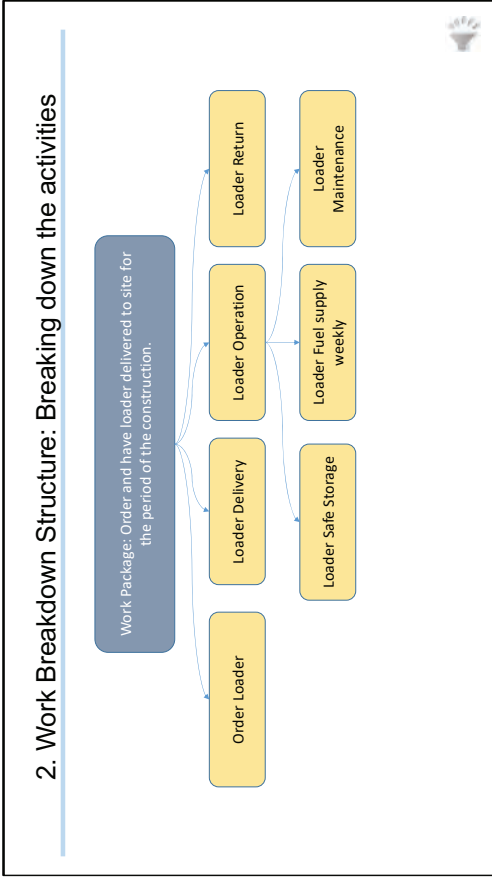 2. Work Breakdown Structure: Breaking down the activities
Work Package: Order and have loader delivered to site for
the period of the construction.
Order Loader
Loader Delivery
Loader Operation
Loader Return
Loader Safe Storage
Loader Fuel supply
weekly
Loader
Maintenance